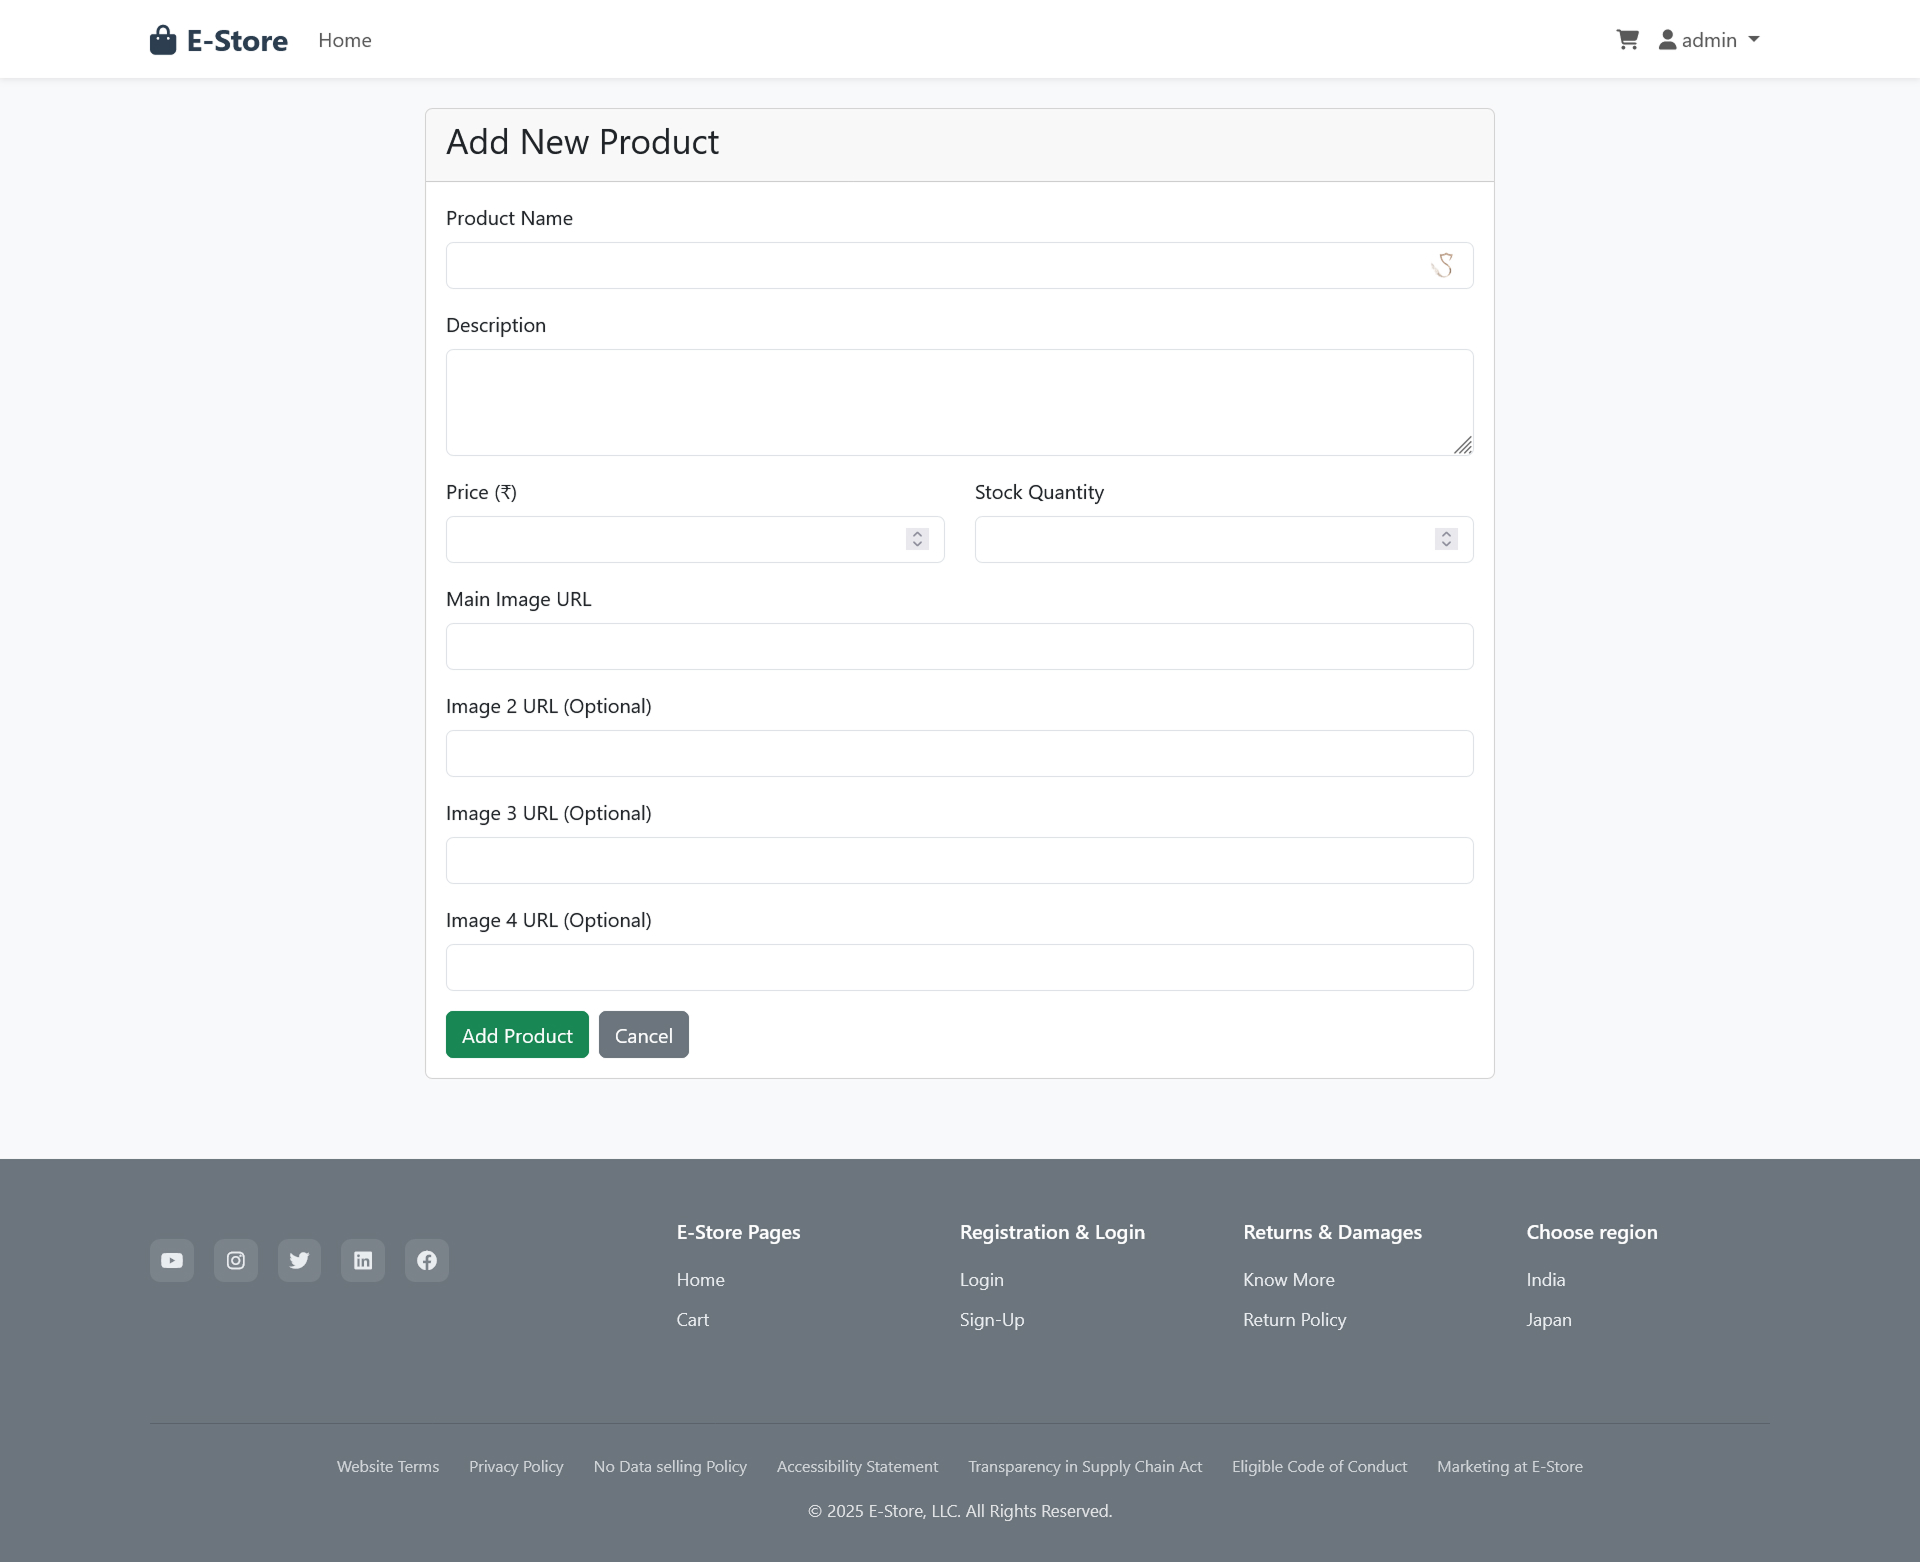 E-Store Home admin
Add New Product
Product Name
Description
Price (₹) Stock Quantity
Main Image URL
Image 2 URL (Optional)
Image 3 URL (Optional)
Image 4 URL (Optional)
Add Product Cancel
E-Store Pages Registration & Login Returns & Damages Choose region
Home Login Know More India
Cart Sign-Up Return Policy Japan
Website Terms Privacy Policy No Data selling Policy Accessibility Statement Transparency in Supply Chain Act Eligible Code of Conduct Marketing at E-Store
© 2025 E-Store, LLC. All Rights Reserved.